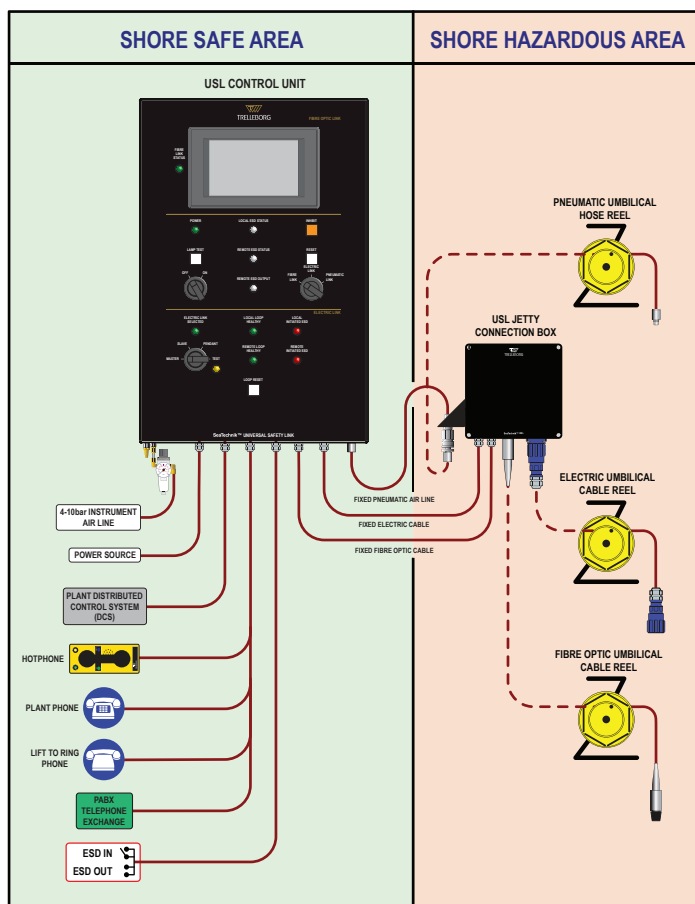 SHORE SAFE AREA
SHORE HAZARDOUS AREA
USL CONTROL UNIT
TRELLEBORG
FIBRE OPTIC LINK
FIBRE
LINK
STATUS
POWER
LOCAL ESD STATUS
INHIBIT
LAMP TEST
REMOTE ESD STATUS
RESET
OFF
ON
REMOTE ESD OUTPUT
FIBRE
LINK
ELECTRIC
LINK
PNEUMATIC
LINK
ELECTRIC LINK
ELECTRIC LINK
SELECTED
LOCAL LOOP
HEALTHY
LOCAL
INITIATED ESD
SLAVE
PENDANT
MASTER
TEST
REMOTE LOOP
HEALTHY
REMOTE
INITIATED ESD
LOOP RESET
SeaTechnik™ UNIVERSAL SAFETY LINK
4-10bar INSTRUMENT
AIR LINE
POWER SOURCE
PLANT DISTRIBUTED
CONTROL SYSTEM
(DCS)
HOTPHONE
PLANT PHONE
LIFT TO RING
PHONE
PABX
TELEPHONE
EXCHANGE
ESD IN
ESD OUT
FIXED PNEUMATIC AIR LINE
FIXED ELECTRIC CABLE
FIXED FIBRE OPTIC CABLE
PNEUMATIC UMBILICAL
HOSE REEL
USL JETTY
CONNECTION BOX
TRELLEBORG
ELECTRIC UMBILICAL
CABLE REEL
FIBRE OPTIC UMBILICAL
CABLE REEL